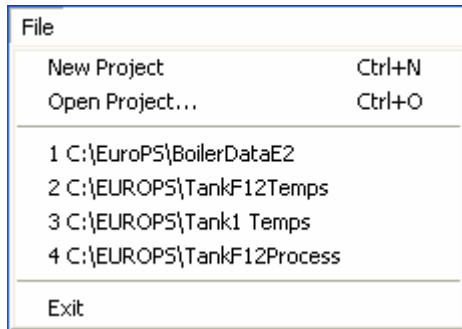 File
New Project Ctrl+N
Open Project... Ctrl+O
1 C:\EuroPS\BoilerDataE2
2 C:\EUROPS\TankF12Temps
3 C:\EUROPS\Tank1 Temps
4 C:\EUROPS\TankF12Process
Exit